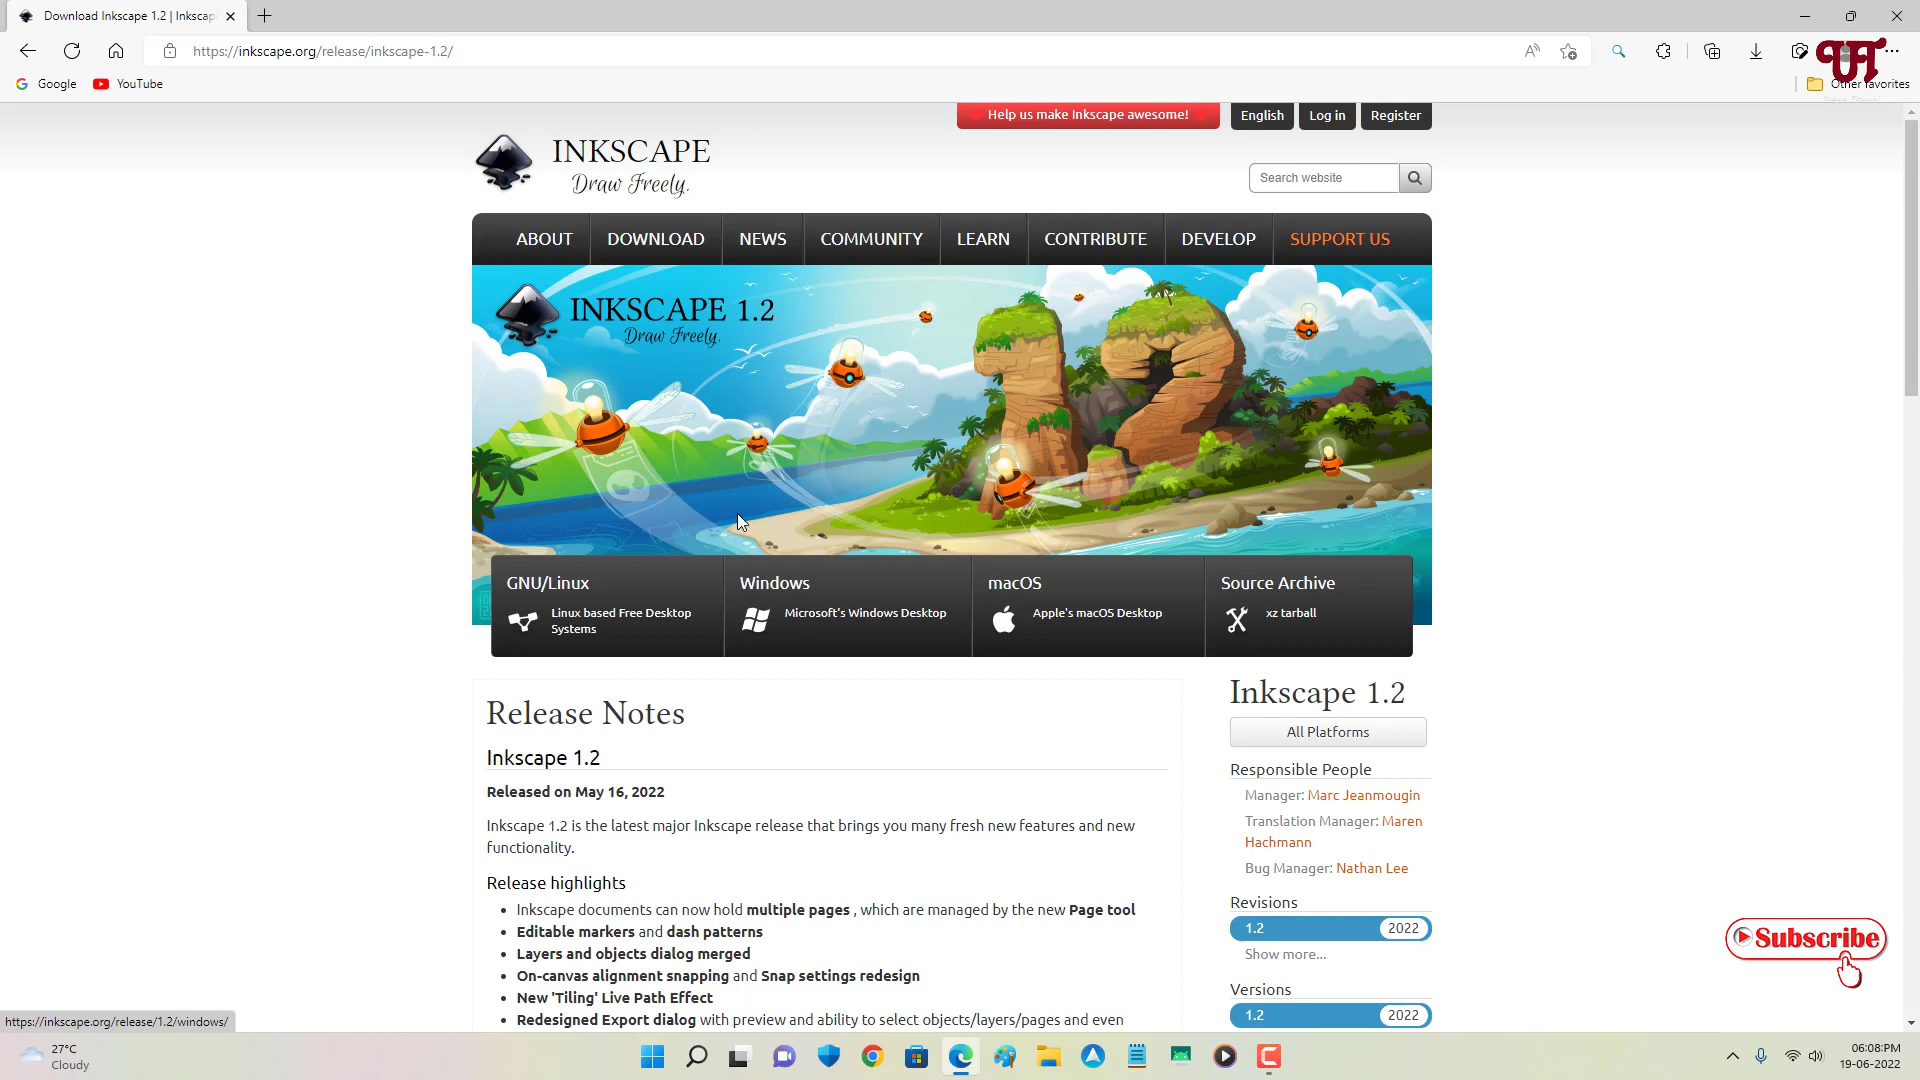 Download Inkscape 1.2 | Inkscap
https://inkscape.org/release/inkscape-1.2/
Google
YouTube
Other favorites
Help us make Inkscape awesome!
English
Log in
Register
INKSCAPE
Draw Freely.
Search website
ABOUT
DOWNLOAD
NEWS
COMMUNITY
LEARN
CONTRIBUTE
DEVELOP
SUPPORT US
INKSCAPE 1.2
Draw Freely.
GNU/Linux
Linux based Free Desktop
Systems
Windows
Microsoft's Windows Desktop
macOS
Apple's macOS Desktop
Source Archive
xz tarball
Release Notes
Inkscape 1.2
Released on May 16, 2022
Inkscape 1.2 is the latest major Inkscape release that brings you many fresh new features and new
functionality.
Release highlights
Inkscape documents can now hold multiple pages , which are managed by the new Page tool
Editable markers and dash patterns
Layers and objects dialog merged
On-canvas alignment snapping and Snap settings redesign
New 'Tiling' Live Path Effect
Redesigned Export dialog with preview and ability to select objects/layers/pages and even
Inkscape 1.2
All Platforms
Responsible People
Manager: Marc Jeanmougin
Translation Manager: Maren
Hachmann
Bug Manager: Nathan Lee
Revisions
1.2 2022
Show more...
Versions
1.2 2022
Subscribe
https://inkscape.org/release/1.2/windows/
27°C
Cloudy
06:08 PM
19-06-2022